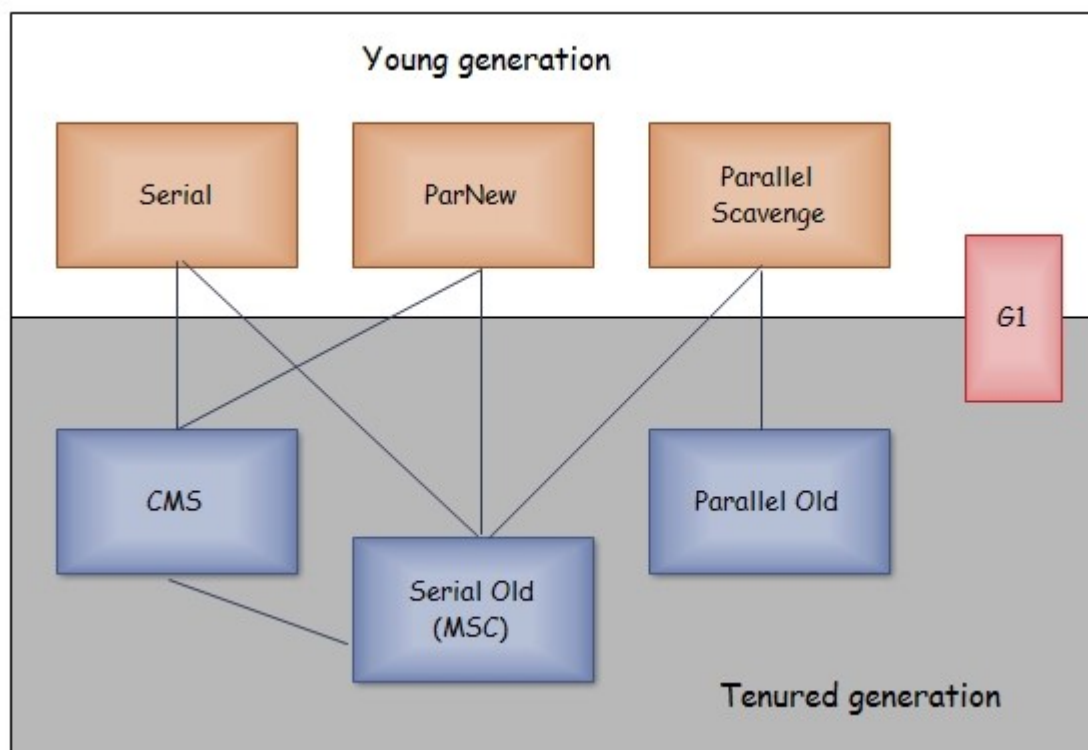 Young generation
Serial
ParNew
Parallel
Scavenge
G1
CMS
Serial Old
(MSC)
Parallel Old
Tenured generation